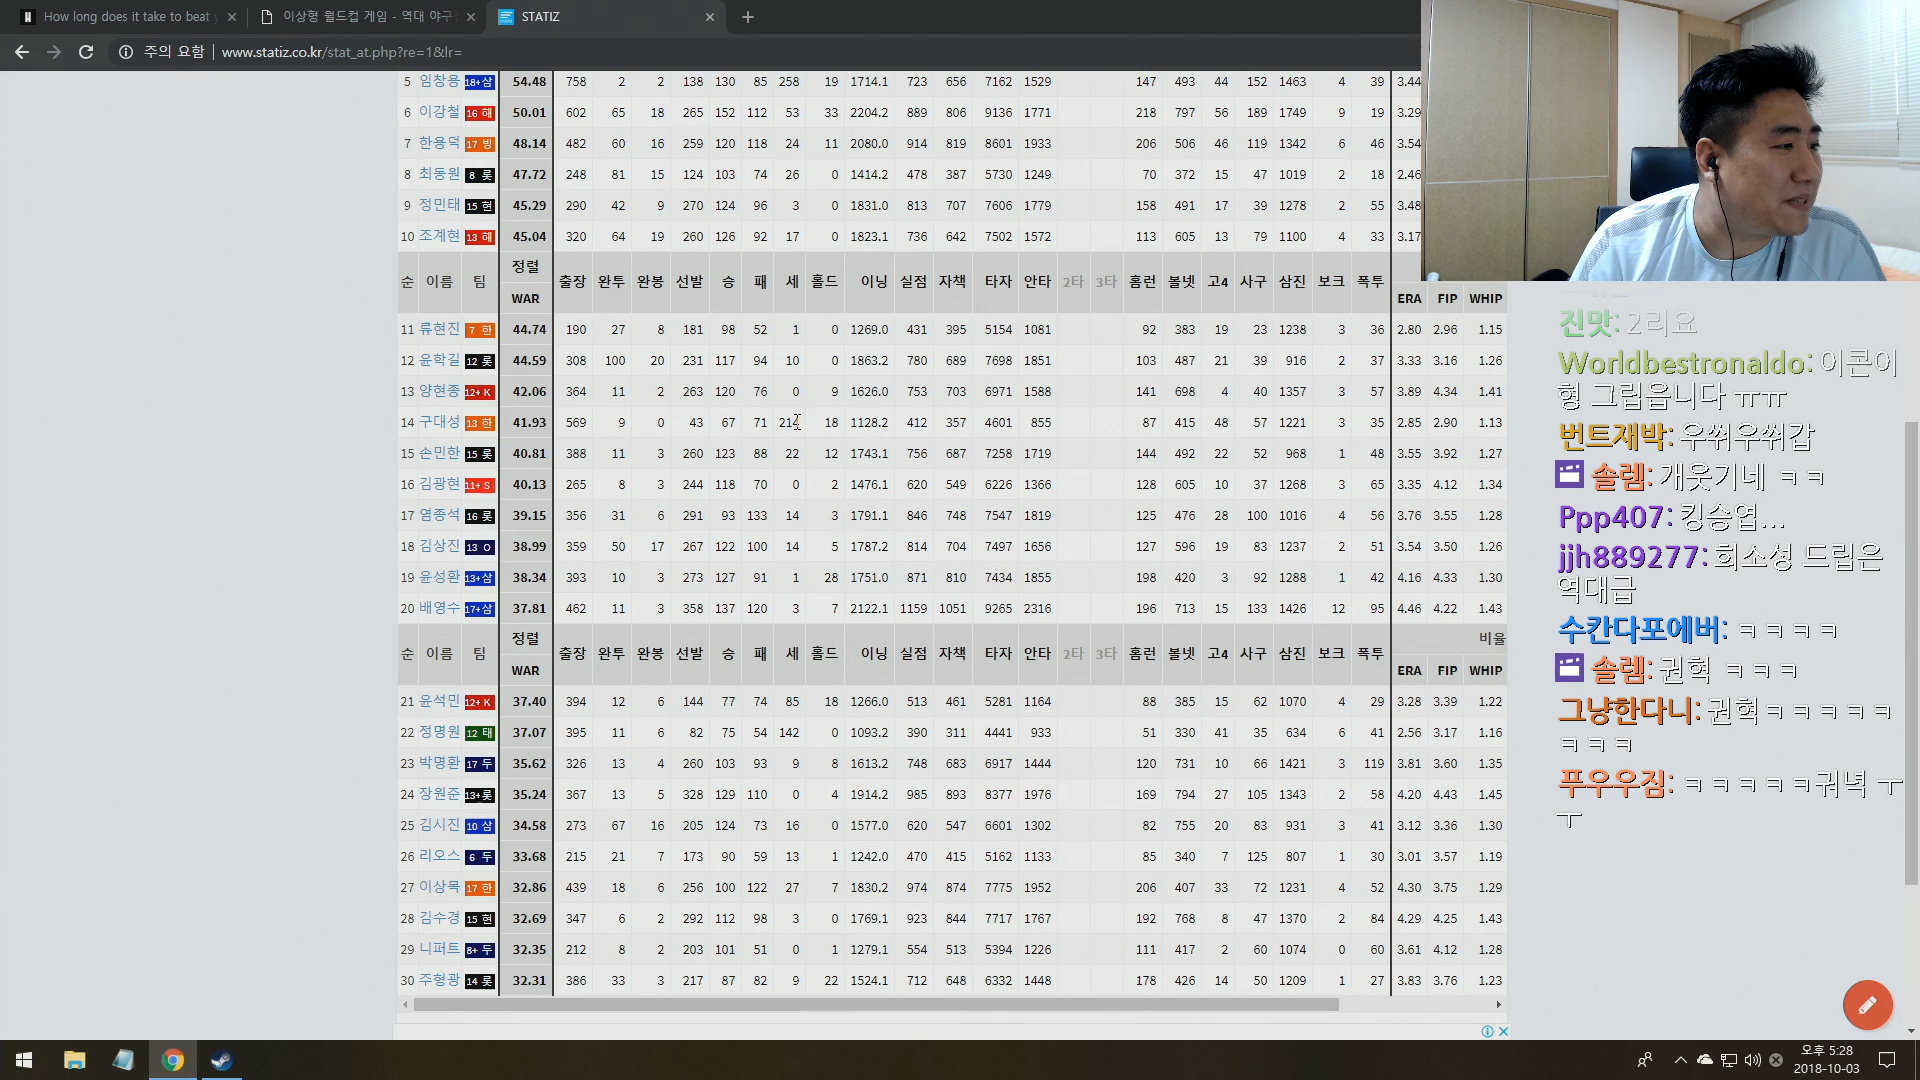 How long does it take to beat
이상형 월드컵 게임 - 역대 야구
STATIZ
주의 요함 | www.statiz.co.kr/stat_at.php?re=1&lr=
5 임창용 18+삼 54.48 758 2 2 138 130 85 258 19 1714.1 723 656 7162 1529 147 493 44 152 1463 4 39 3.44
6 이강철 16 해 50.01 602 65 18 265 152 112 53 33 2204.2 889 806 9136 1771 218 797 56 189 1749 9 19 3.29
7 한용덕 17 빙 48.14 482 60 16 259 120 118 24 11 2080.0 914 819 8601 1933 206 506 46 119 1342 6 46 3.54
8 최동원 8 롯 47.72 248 81 15 124 103 74 26 0 1414.2 478 387 5730 1249 70 372 15 47 1019 2 18 2.46
9 정민태 15 현 45.29 290 42 9 270 124 96 3 0 1831.0 813 707 7606 1779 158 491 17 39 1278 2 55 3.48
10 조계현 13 해 45.04 320 64 19 260 126 92 17 0 1823.1 736 642 7502 1572 113 605 13 79 1100 4 33 3.17
순 이름 팀 정렬 출장 완투 완봉 선발 승 패 세 홀드 이닝 실점 자책 타자 안타 2타 3타 홈런 볼넷 고4 사구 삼진 보크 폭투
WAR ERA FIP WHIP
11 류현진 7 한 44.74 190 27 8 181 98 52 1 0 1269.0 431 395 5154 1081 92 383 19 23 1238 3 36 2.80 2.96 1.15
12 윤학길 12 롯 44.59 308 100 20 231 117 94 10 0 1863.2 780 689 7698 1851 103 487 21 39 916 2 37 3.33 3.16 1.26
13 양현종 12+ K 42.06 364 11 2 263 120 76 0 9 1626.0 753 703 6971 1588 141 698 4 40 1357 3 57 3.89 4.34 1.41
14 구대성 13 한 41.93 569 9 0 43 67 71 214 18 1128.2 412 357 4601 855 87 415 48 57 1221 3 35 2.85 2.90 1.13
15 손민한 15 롯 40.81 388 11 3 260 123 88 22 12 1743.1 756 687 7258 1719 144 492 22 52 968 1 48 3.55 3.92 1.27
16 김광현 11+ S 40.13 265 8 3 244 118 70 0 2 1476.1 620 549 6226 1366 128 605 10 37 1268 3 65 3.35 4.12 1.34
17 염종석 16 롯 39.15 356 31 6 291 93 133 14 3 1791.1 846 748 7547 1819 125 476 28 100 1016 4 56 3.76 3.55 1.28
18 김상진 13 O 38.99 359 50 17 267 122 100 14 5 1787.2 814 704 7497 1656 127 596 19 83 1237 2 51 3.54 3.50 1.26
19 윤성환 13+삼 38.34 393 10 3 273 127 91 1 28 1751.0 871 810 7434 1855 198 420 3 92 1288 1 42 4.16 4.33 1.30
20 배영수 17+삼 37.81 462 11 3 358 137 120 3 7 2122.1 1159 1051 9265 2316 196 713 15 133 1426 12 95 4.46 4.22 1.43
순 이름 팀 정렬 출장 완투 완봉 선발 승 패 세 홀드 이닝 실점 자책 타자 안타 2타 3타 홈런 볼넷 고4 사구 삼진 보크 폭투 비율
WAR ERA FIP WHIP
21 윤석민 12+ K 37.40 394 12 6 144 77 74 85 18 1266.0 513 461 5281 1164 88 385 15 62 1070 4 29 3.28 3.39 1.22
22 정명원 12 태 37.07 395 11 6 82 75 54 142 0 1093.2 390 311 4441 933 51 330 41 35 634 6 41 2.56 3.17 1.16
23 박명환 17 두 35.62 326 13 4 260 103 93 9 8 1613.2 748 683 6917 1444 120 731 10 66 1421 3 119 3.81 3.60 1.35
24 장원준 13+롯 35.24 367 13 5 328 129 110 0 4 1914.2 985 893 8377 1976 169 794 27 105 1343 2 58 4.20 4.43 1.45
25 김시진 10 삼 34.58 273 67 16 205 124 73 16 0 1577.0 620 547 6601 1302 82 755 20 83 931 3 41 3.12 3.36 1.30
26 리오스 6 두 33.68 215 21 7 173 90 59 13 1 1242.0 470 415 5162 1133 85 340 7 125 807 1 30 3.01 3.57 1.19
27 이상목 17 한 32.86 439 18 6 256 100 122 27 7 1830.2 974 874 7775 1952 206 407 33 72 1231 4 52 4.30 3.75 1.29
28 김수경 15 현 32.69 347 6 2 292 112 98 3 0 1769.1 923 844 7717 1767 192 768 8 47 1370 2 84 4.29 4.25 1.43
29 니퍼트 8+ 두 32.35 212 8 2 203 101 51 0 1 1279.1 554 513 5394 1226 111 417 2 60 1074 0 60 3.61 4.12 1.28
30 주형광 14 롯 32.31 386 33 3 217 87 82 9 22 1524.1 712 648 6332 1448 178 426 14 50 1209 1 27 3.83 3.76 1.23
진맛: 2리요
Worldbestronaldo: 이콘이
형 그립읍니다 ㅠㅠ
번트재박: 우쒸우쒸갑
솔렘: 개웃기네 ㅋㅋ
Ppp407: 킹승엽...
jjh889277: 희소성 드립은
역대급
수칸다포에버: ㅋㅋㅋㅋ
솔렘: 권혁 ㅋㅋㅋ
그냥한다니: 권혁ㅋㅋㅋㅋㅋ
ㅋㅋㅋ
푸우우짐: ㅋㅋㅋㅋㅋ궈녁 ㅜ
ㅜ
오후 5:28
2018-10-03